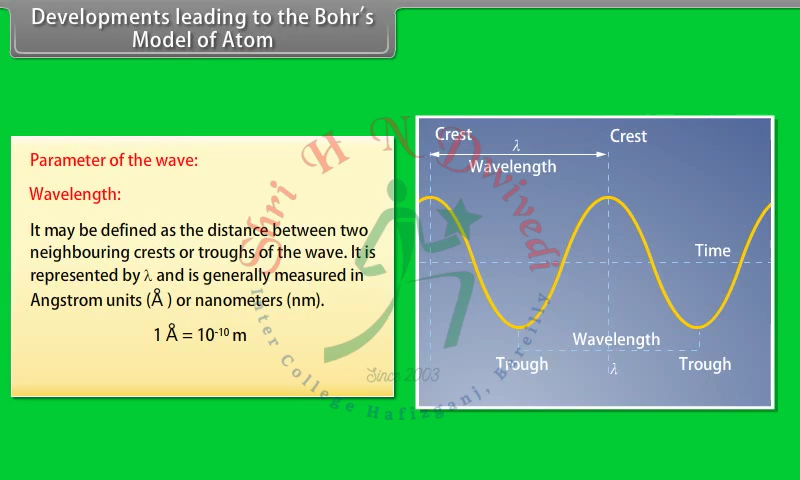 Developments leading to the Bohr's
Model of Atom
Parameter of the wave:
Wavelength:
It may be defined as the distance between two
neighbouring crests or troughs of the wave. It is
represented by λ and is generally measured in
Angstrom units (Å ) or nanometers (nm).
1 Å = 10⁻¹⁰ m
Crest
Crest
λ
Wavelength
Time
Wavelength
Trough
Trough
λ
Shri H N Dwivedi
Inter College Hafizganj, Bareilly
Since 2003